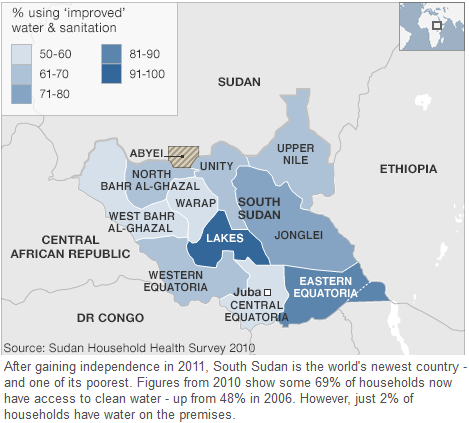 % using ‘improved’
water & sanitation
50-60
61-70
71-80
81-90
91-100
SUDAN
ABYEI
UPPER
NILE
UNITY
NORTH
BAHR AL-GHAZAL
ETHIOPIA
WARAP
SOUTH
SUDAN
WEST BAHR
AL-GHAZAL
JONGLEI
LAKES
CENTRAL
AFRICAN REPUBLIC
WESTERN
EQUATORIA
EASTERN
EQUATORIA
Juba
CENTRAL
EQUATORIA
DR CONGO
Source: Sudan Household Health Survey 2010
After gaining independence in 2011, South Sudan is the world's newest country -
and one of its poorest. Figures from 2010 show some 69% of households now
have access to clean water - up from 48% in 2006. However, just 2% of
households have water on the premises.